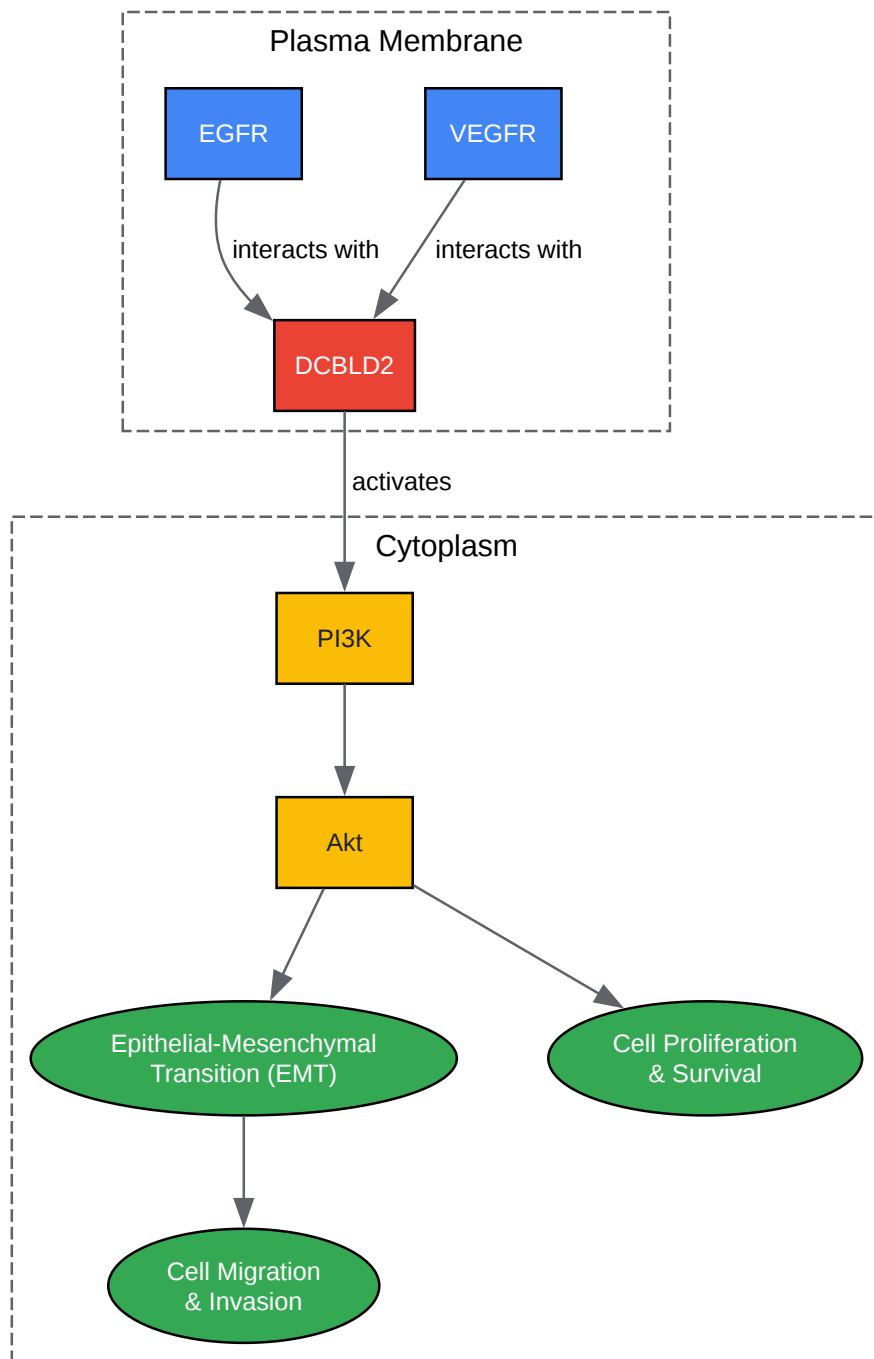 Plasma Membrane
EGFR
VEGFR
interacts with
interacts with
DCBLD2
activates
Cytoplasm
PI3K
Akt
Epithelial-Mesenchymal
Transition (EMT)
Cell Proliferation
& Survival
Cell Migration
& Invasion